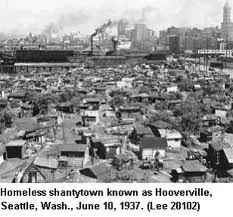 Homeless shantytown known as Hooverville,
Seattle, Wash., June 10, 1937. (Lee 20102)